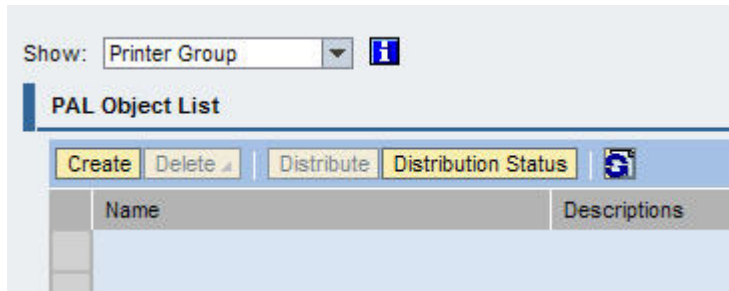 Show: Printer Group
PAL Object List
Create Delete Distribute Distribution Status
Name Descriptions